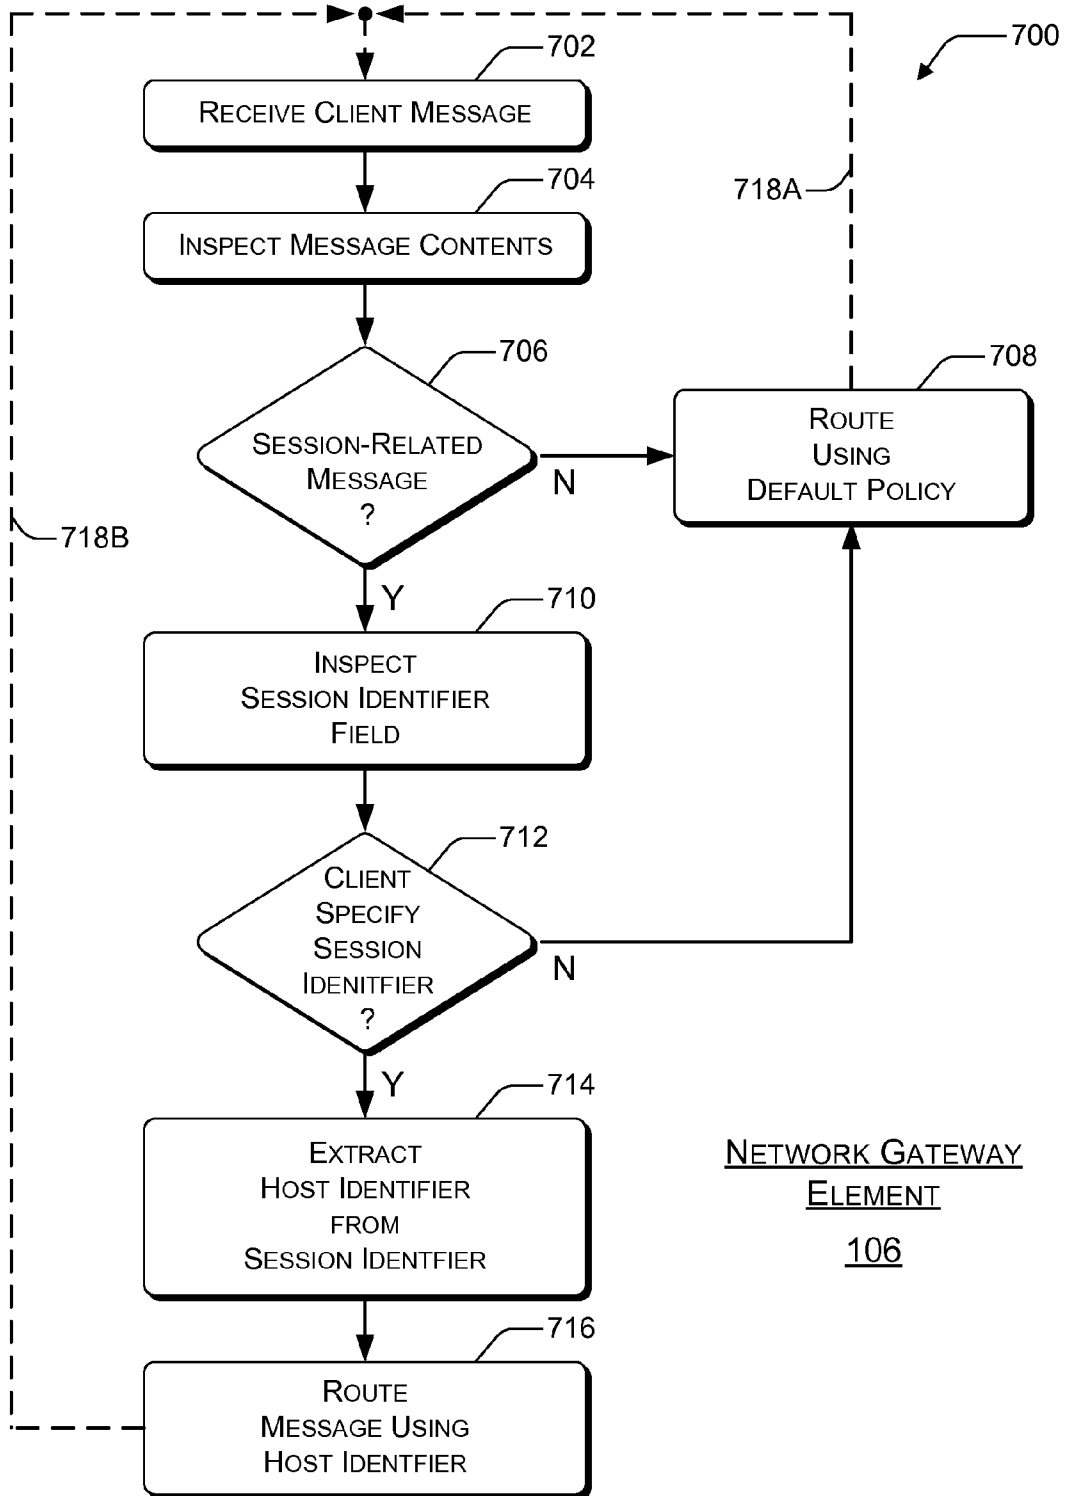 700
702
RECEIVE CLIENT MESSAGE
704
INSPECT MESSAGE CONTENTS
718A
706
SESSION-RELATED
MESSAGE
?
N
Y
708
ROUTE
USING
DEFAULT POLICY
718B
710
INSPECT
SESSION IDENTIFIER
FIELD
712
CLIENT
SPECIFY
SESSION
IDENITFIER
?
N
Y
714
EXTRACT
HOST IDENTIFIER
FROM
SESSION IDENTFIER
716
ROUTE
MESSAGE USING
HOST IDENTFIER
NETWORK GATEWAY
ELEMENT
106